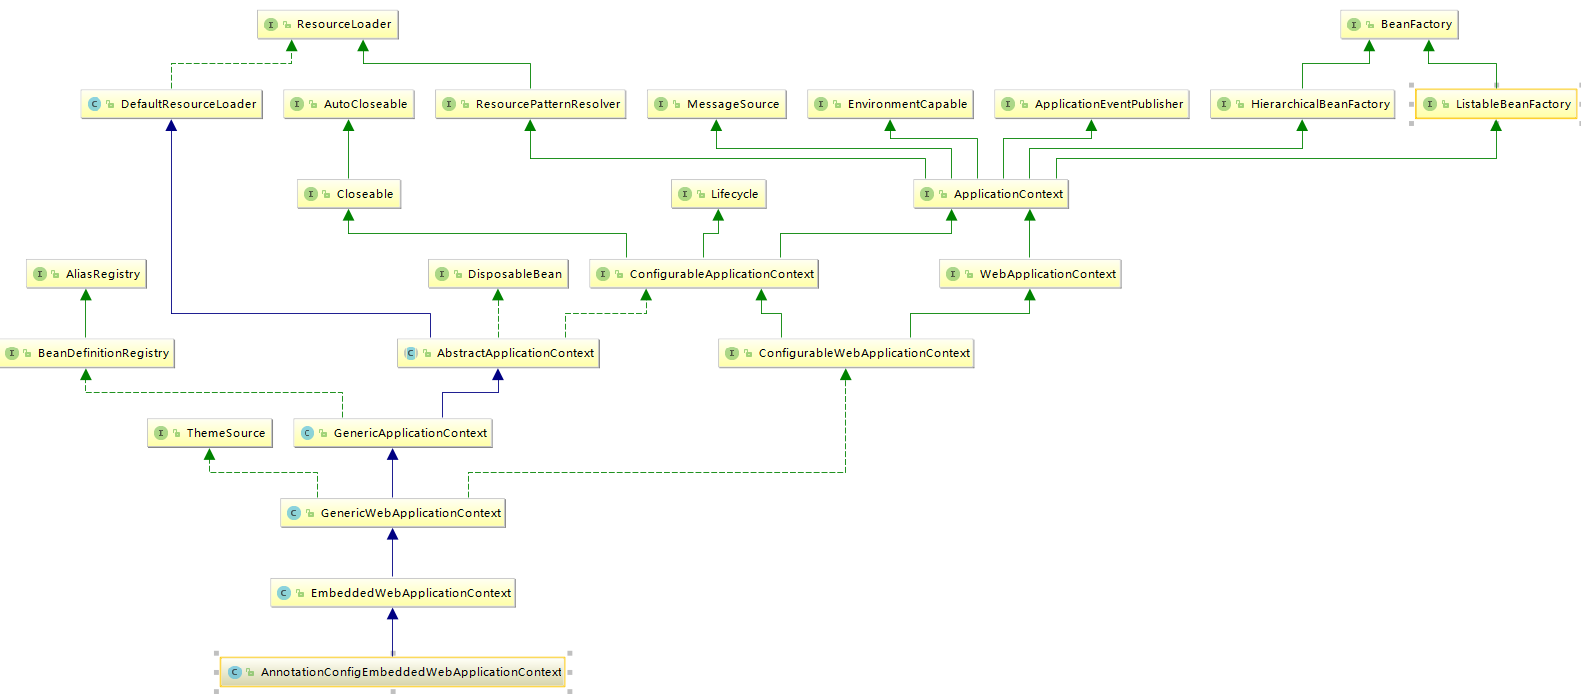 I ResourceLoader
I BeanFactory
C DefaultResourceLoader
I AutoCloseable
I ResourcePatternResolver
I MessageSource
I EnvironmentCapable
I ApplicationEventPublisher
I HierarchicalBeanFactory
I ListableBeanFactory
I Closeable
I Lifecycle
I ApplicationContext
I AliasRegistry
I DisposableBean
I ConfigurableApplicationContext
I WebApplicationContext
I BeanDefinitionRegistry
C AbstractApplicationContext
I ConfigurableWebApplicationContext
I ThemeSource
C GenericApplicationContext
C GenericWebApplicationContext
C EmbeddedWebApplicationContext
C AnnotationConfigEmbeddedWebApplicationContext